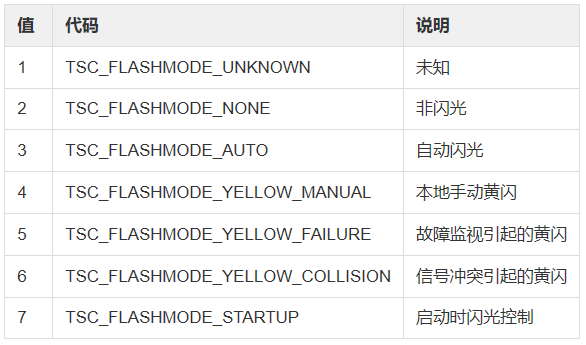 值 代码 说明
1 TSC_FLASHMODE_UNKNOWN 未知
2 TSC_FLASHMODE_NONE 非闪光
3 TSC_FLASHMODE_AUTO 自动闪光
4 TSC_FLASHMODE_YELLOW_MANUAL 本地手动黄闪
5 TSC_FLASHMODE_YELLOW_FAILURE 故障监视引起的黄闪
6 TSC_FLASHMODE_YELLOW_COLLISION 信号冲突引起的黄闪
7 TSC_FLASHMODE_STARTUP 启动时闪光控制